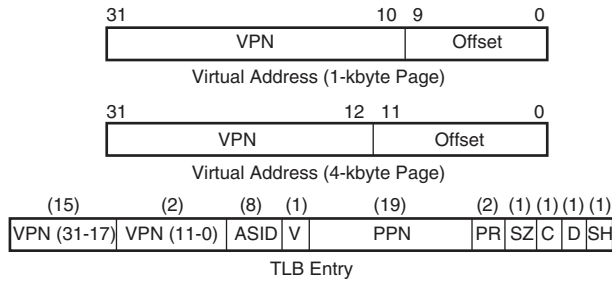 31 10 9 0
VPN Offset
Virtual Address (1-kbyte Page)
31 12 11 0
VPN Offset
Virtual Address (4-kbyte Page)
(15) (2) (8) (1) (19) (2) (1) (1) (1) (1)
VPN (31-17) VPN (11-0) ASID V PPN PR SZ C D SH
TLB Entry